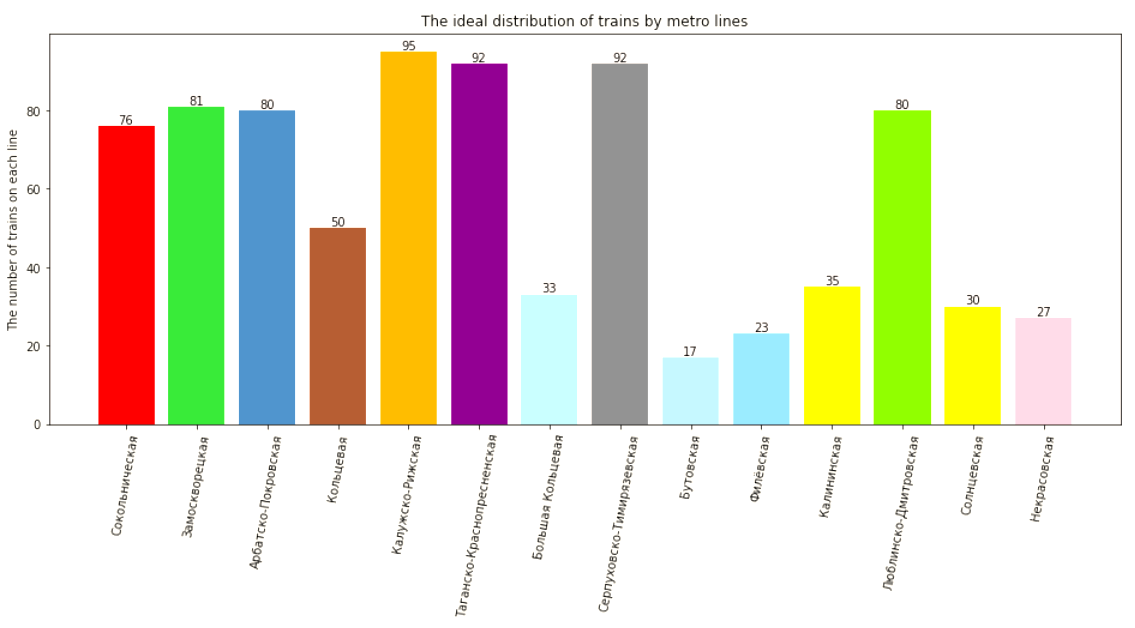 The ideal distribution of trains by metro lines
The number of trains on each line
80
60
40
20
0
76
81
80
50
95
92
33
92
17
23
35
80
30
27
Сокольническая
Замоскворецкая
Арбатско-Покровская
Кольцевая
Калужско-Рижская
Таганско-Краснопресненская
Большая Кольцевая
Серпуховско-Тимирязевская
Бутовская
Филёвская
Калининская
Люблинско-Дмитровская
Солнцевская
Некрасовская